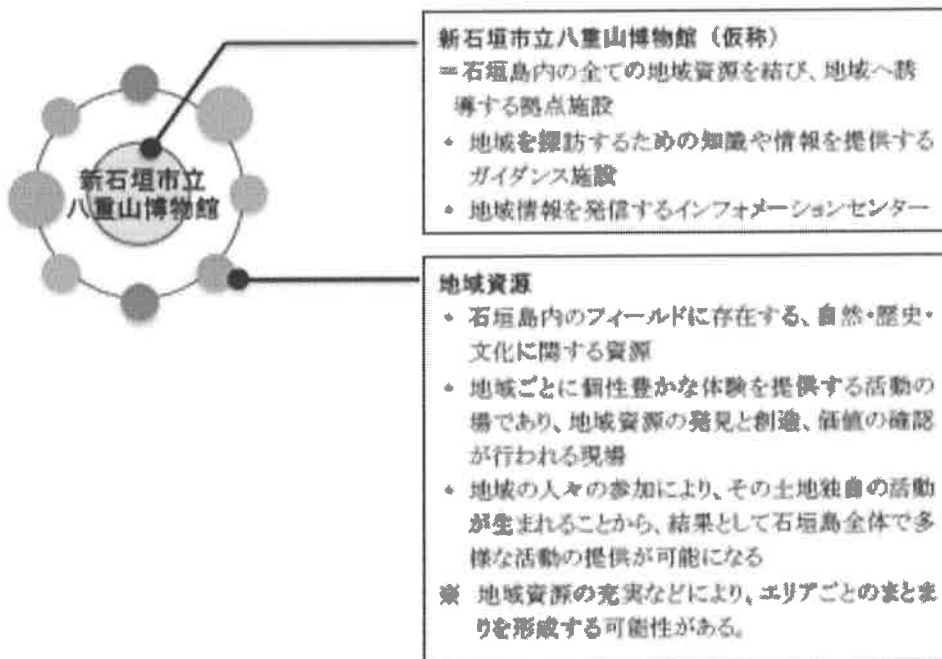 新石垣市立
八重山博物館
新石垣市立八重山博物館（仮称）
＝石垣島内の全ての地域資源を結び、地域へ誘
導する拠点施設
• 地域を探訪するための知識や情報を提供する
ガイダンス施設
• 地域情報を発信するインフォメーションセンター
地域資源
• 石垣島内のフィールドに存在する、自然・歴史・
文化に関する資源
• 地域ごとに個性豊かな体験を提供する活動の
場であり、地域資源の発見と創造、価値の確認
が行われる現場
• 地域の人々の参加により、その土地独自の活動
が生まれることから、結果として石垣島全体で多
様な活動の提供が可能になる
※ 地域資源の充実などにより、エリアごとのまとま
りを形成する可能性がある。